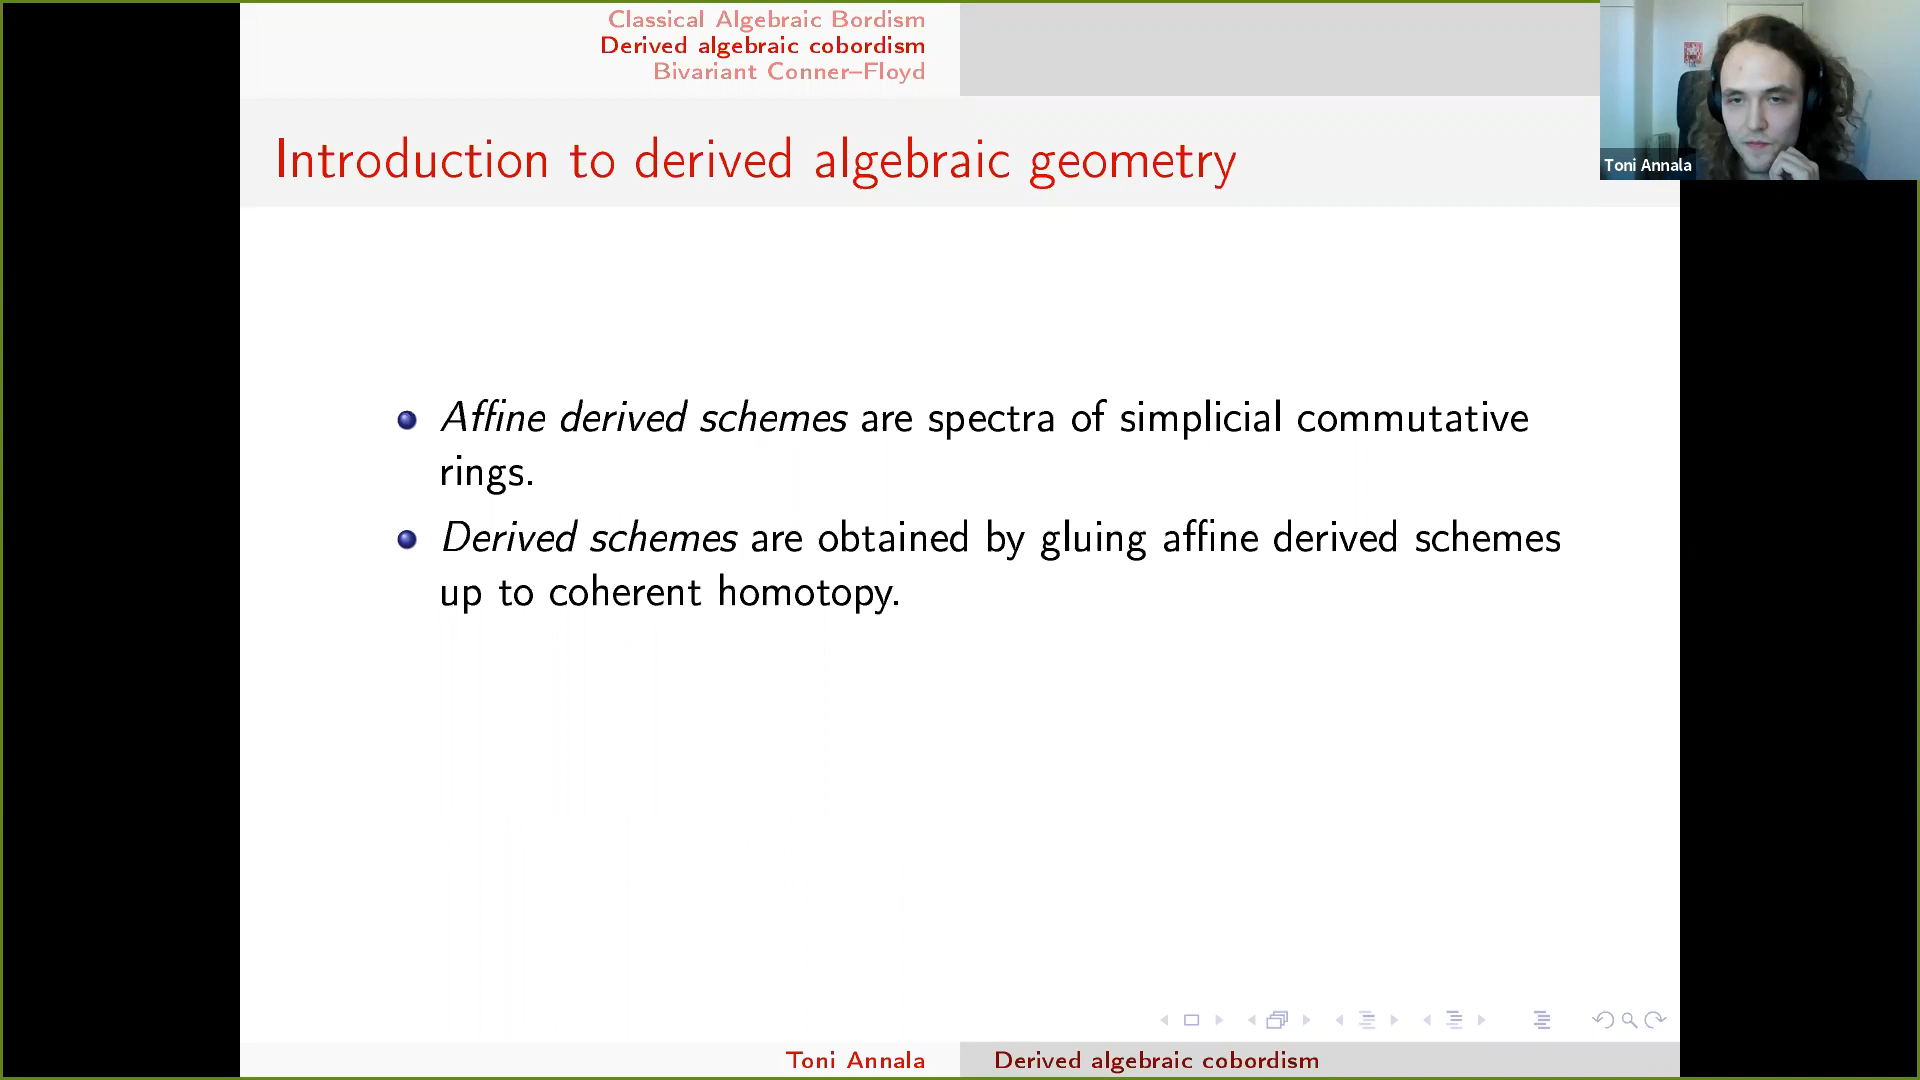 Classical Algebraic Bordism
Derived algebraic cobordism
Bivariant Conner–Floyd
Introduction to derived algebraic geometry
Toni Annala
Affine derived schemes are spectra of simplicial commutative
rings.
Derived schemes are obtained by gluing affine derived schemes
up to coherent homotopy.
Toni Annala
Derived algebraic cobordism